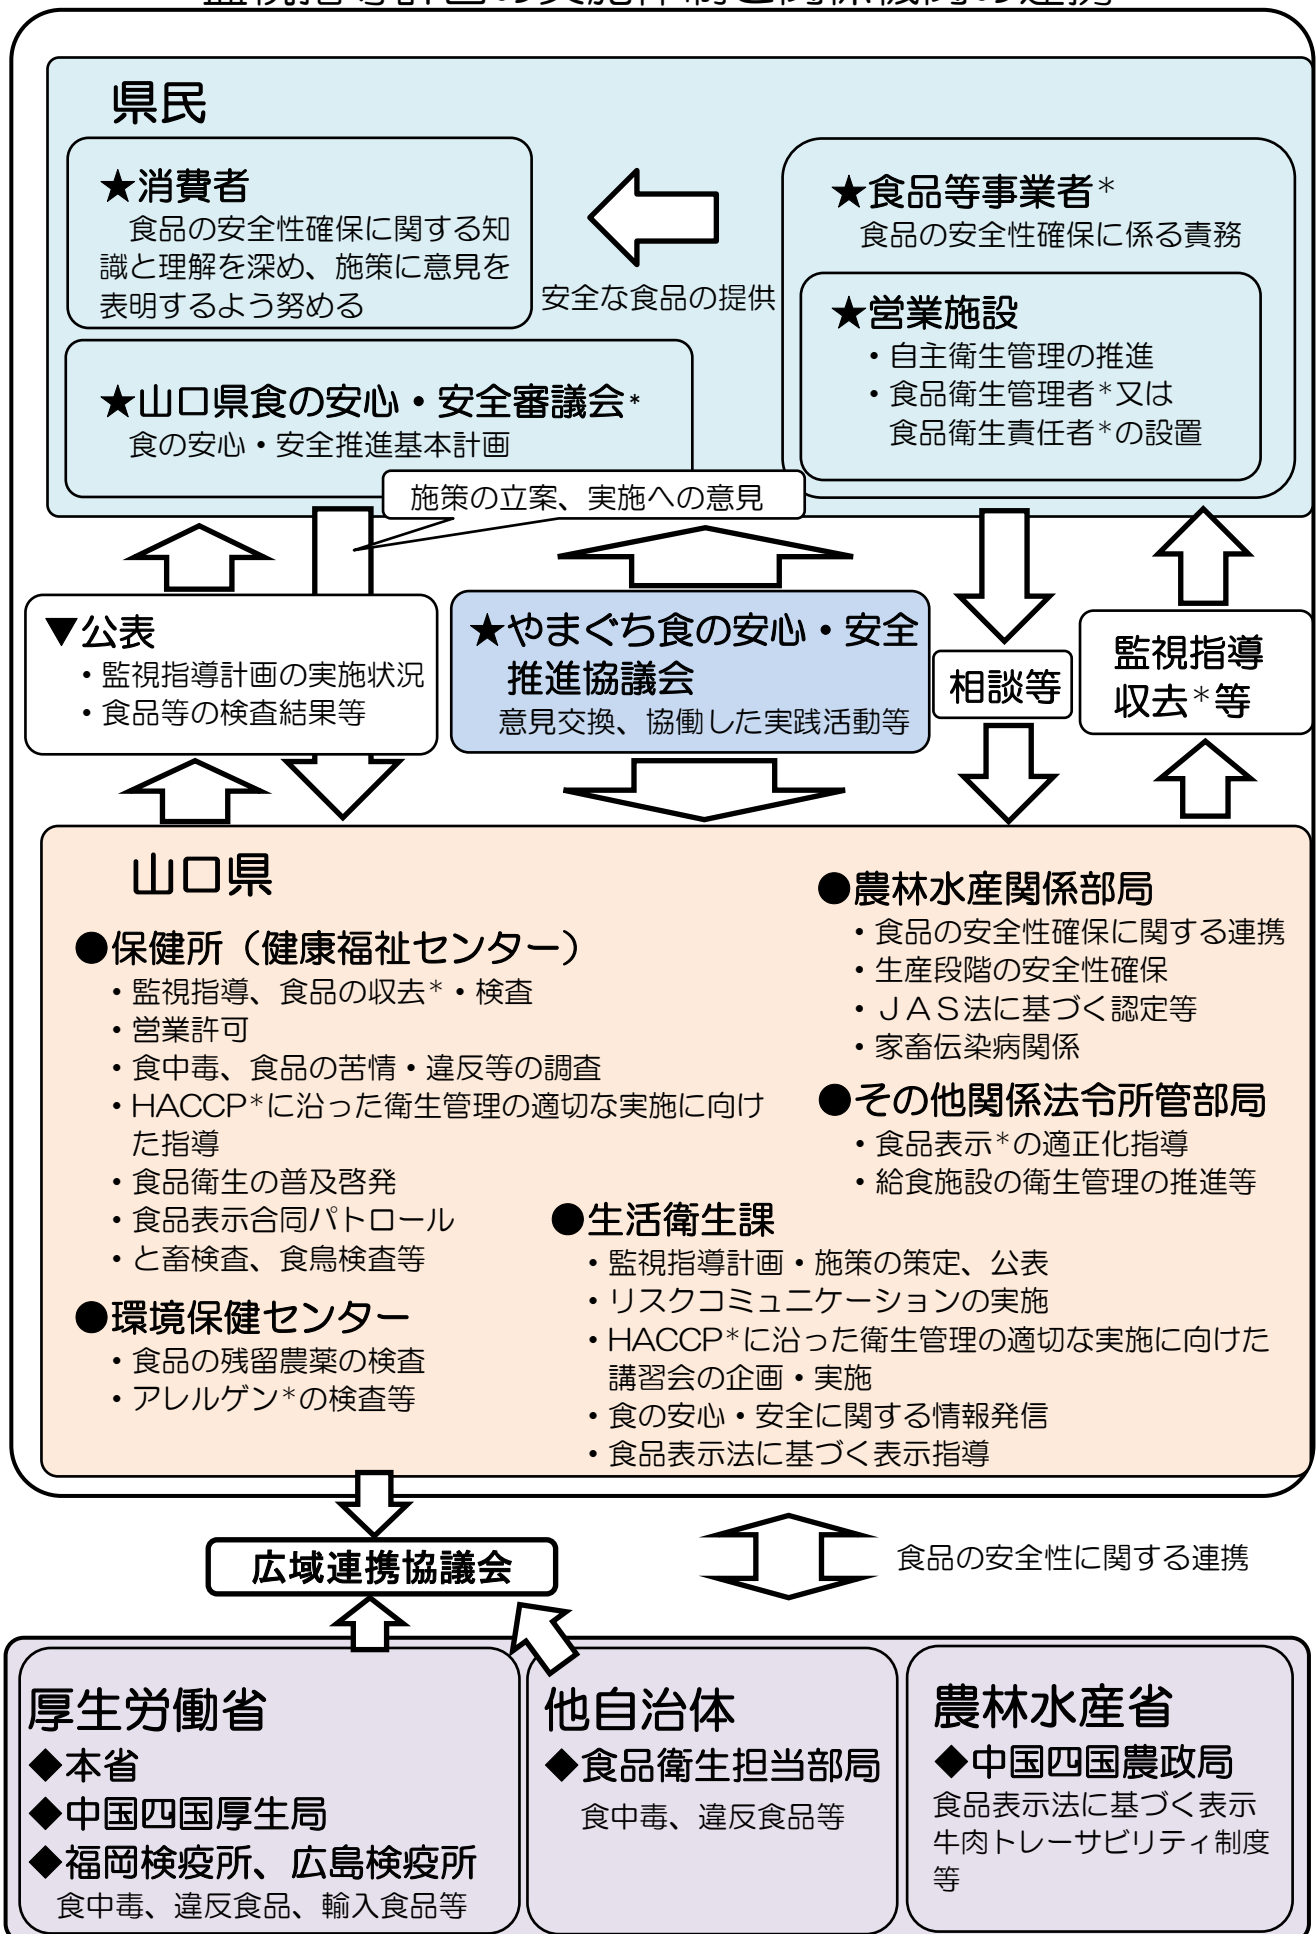 監視指導計画の実施体制と関係機関の連携
県民
★消費者
食品の安全性確保に関する知
識と理解を深め、施策に意見を
表明するよう努める
安全な食品の提供
★食品等事業者*
食品の安全性確保に係る責務
★営業施設
・自主衛生管理の推進
・食品衛生管理者*又は
食品衛生責任者*の設置
★山口県食の安心・安全審議会*
食の安心・安全推進基本計画
施策の立案、実施への意見
▼公表
・監視指導計画の実施状況
・食品等の検査結果等
★やまぐち食の安心・安全
推進協議会
意見交換、協働した実践活動等
相談等
監視指導
収去*等
山口県
●保健所（健康福祉センター）
・監視指導、食品の収去*・検査
・営業許可
・食中毒、食品の苦情・違反等の調査
・HACCP*に沿った衛生管理の適切な実施に向け
た指導
・食品衛生の普及啓発
・食品表示合同パトロール
・と畜検査、食鳥検査等
●環境保健センター
・食品の残留農薬の検査
・アレルゲン*の検査等
●農林水産関係部局
・食品の安全性確保に関する連携
・生産段階の安全性確保
・ＪＡＳ法に基づく認定等
・家畜伝染病関係
●その他関係法令所管部局
・食品表示*の適正化指導
・給食施設の衛生管理の推進等
●生活衛生課
・監視指導計画・施策の策定、公表
・リスクコミュニケーションの実施
・HACCP*に沿った衛生管理の適切な実施に向けた
講習会の企画・実施
・食の安心・安全に関する情報発信
・食品表示法に基づく表示指導
広域連携協議会
食品の安全性に関する連携
厚生労働省
◆本省
◆中国四国厚生局
◆福岡検疫所、広島検疫所
食中毒、違反食品、輸入食品等
他自治体
◆食品衛生担当部局
食中毒、違反食品等
農林水産省
◆中国四国農政局
食品表示法に基づく表示
牛肉トレーサビリティ制度
等